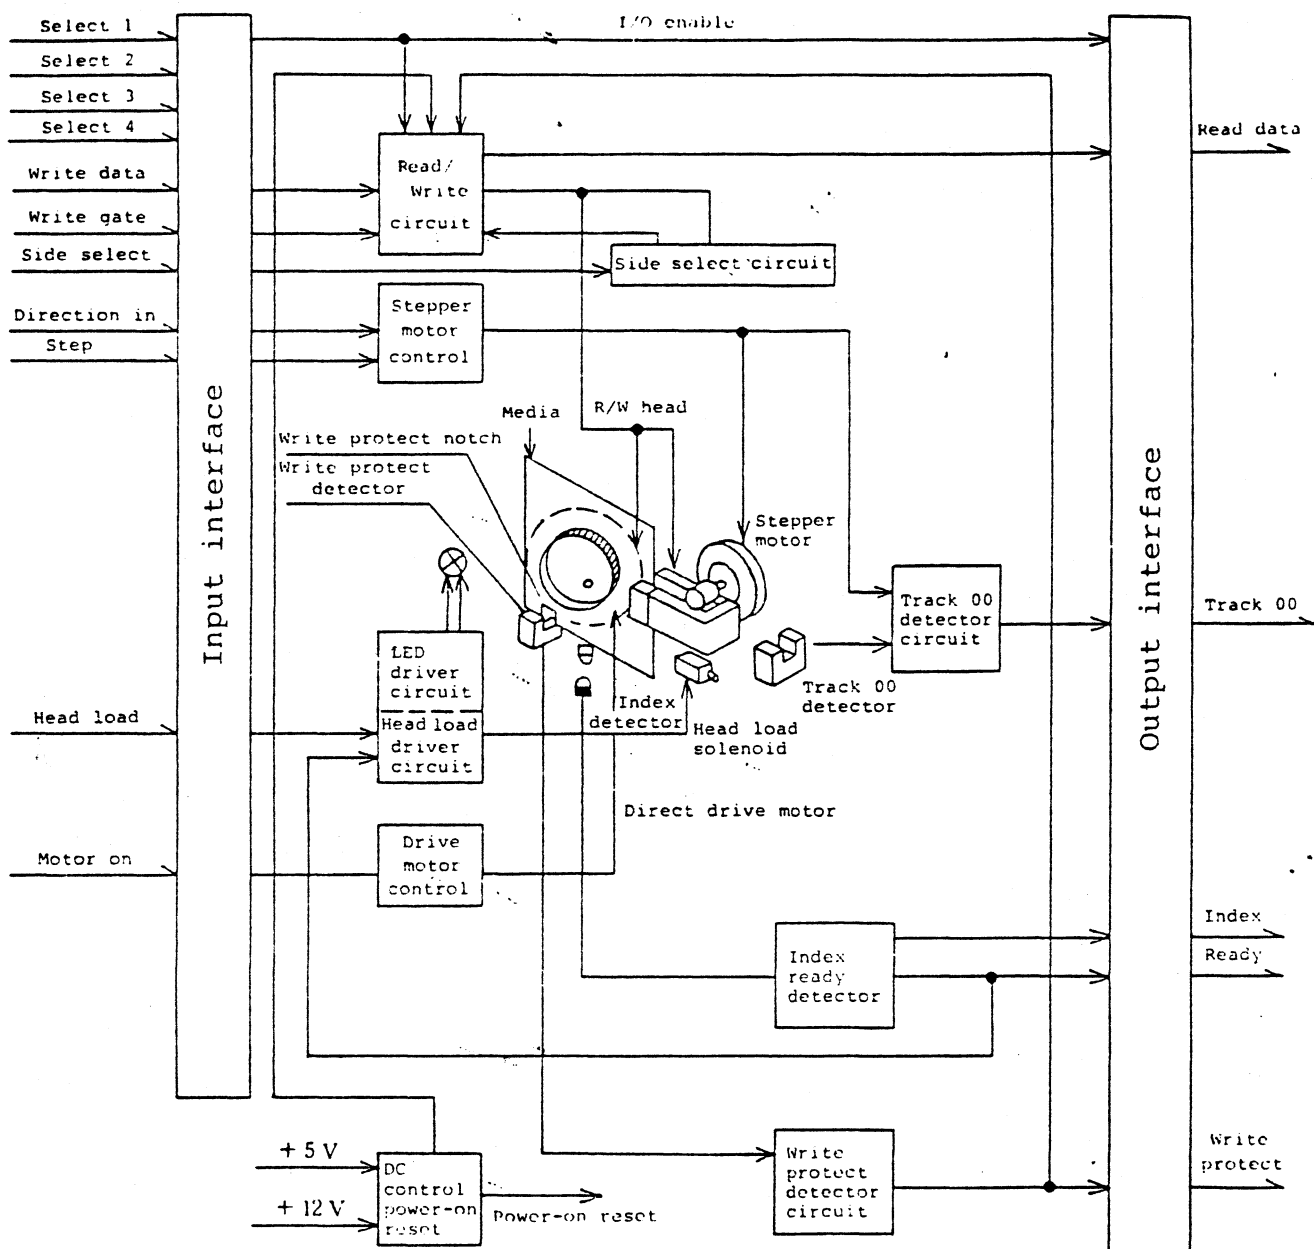 Select 1
I/O enable
Select 2
Select 3
Select 4
Read data
Write data
Read/
Write
circuit
Write gate
Side select
Side select circuit
Direction in
Stepper
motor
control
Step
Input interface
Output interface
R/W head
Media
Write protect notch
Write protect
detector
Stepper
motor
Track 00
detector
circuit
Track 00
LED
driver
circuit
Track 00
detector
Index
detector
Head load
Head load
driver
circuit
Head load
solenoid
Direct drive motor
Motor on
Drive
motor
control
Index
Ready
Index
ready
detector
+ 5 V
+ 12 V
DC
control
power-on
reset
Power-on reset
Write
protect
detector
circuit
Write
protect